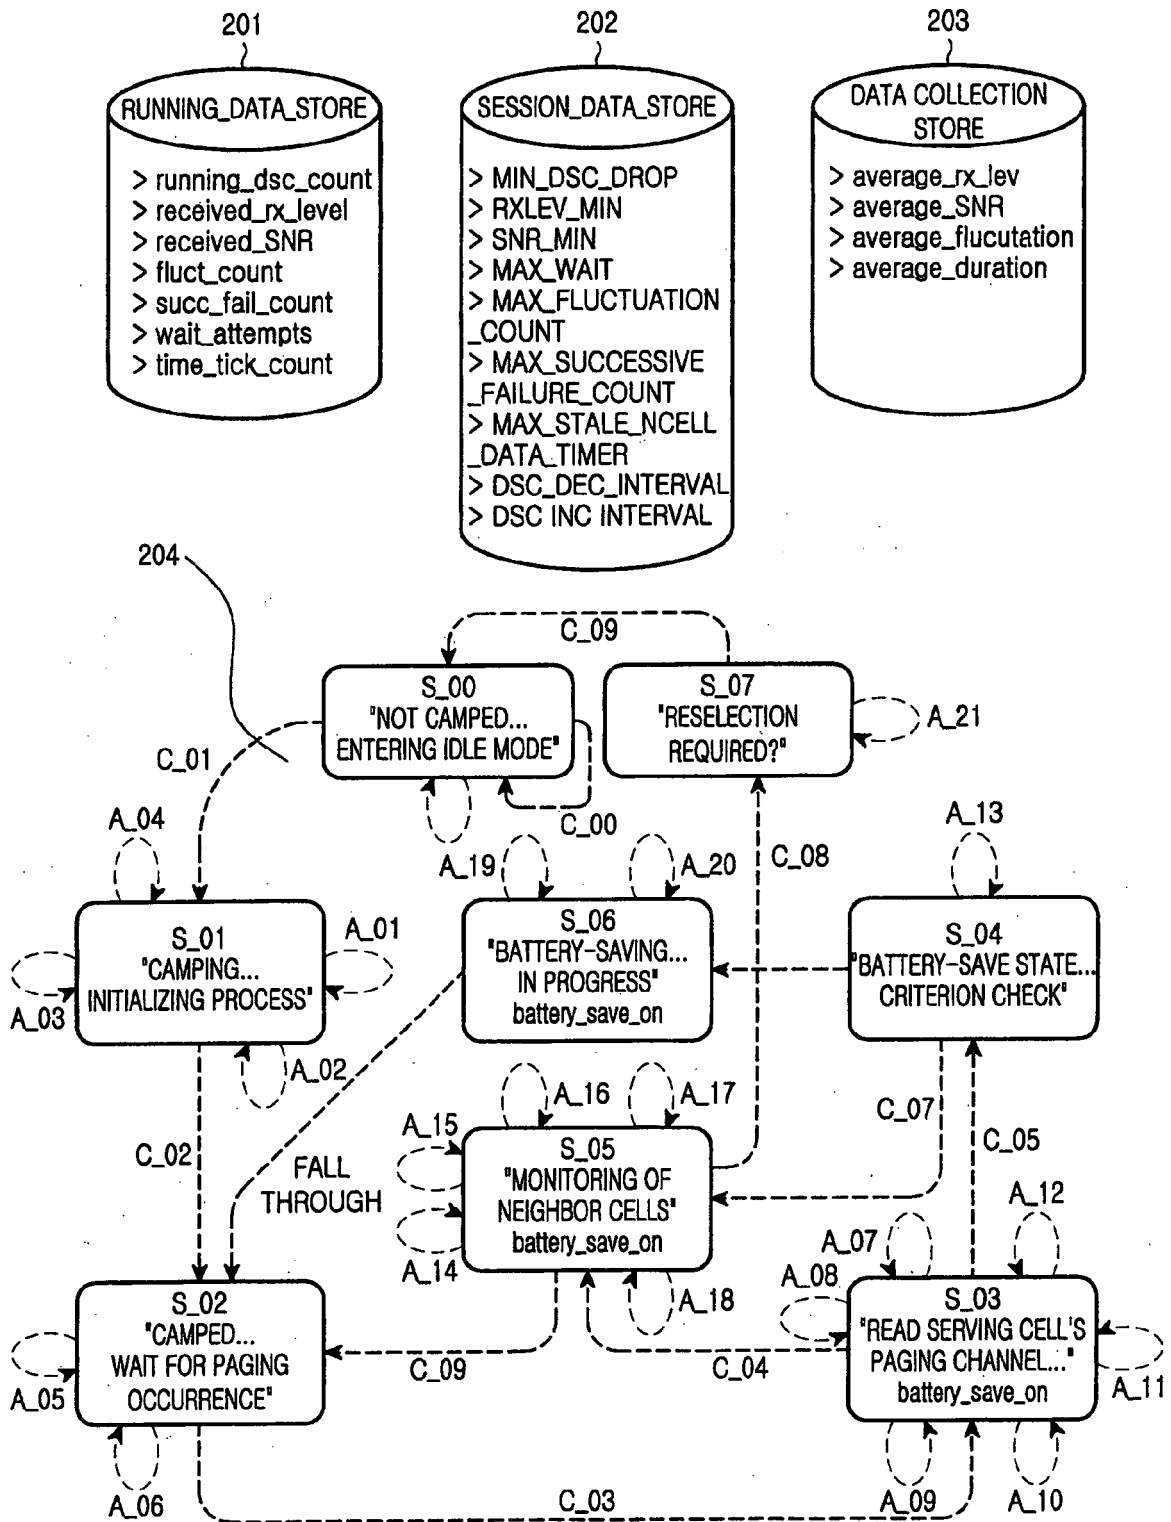 201
202
203
RUNNING_DATA_STORE
> running_dsc_count
> received_rx_level
> received_SNR
> fluct_count
> succ_fail_count
> wait_attempts
> time_tick_count
SESSION_DATA_STORE
> MIN_DSC_DROP
> RXLEV_MIN
> SNR_MIN
> MAX_WAIT
> MAX_FLUCTUATION
_COUNT
> MAX_SUCCESSIVE
_FAILURE_COUNT
> MAX_STALE_NCELL
_DATA_TIMER
> DSC_DEC_INTERVAL
> DSC INC INTERVAL
DATA COLLECTION
STORE
> average_rx_lev
> average_SNR
> average_flucutation
> average_duration
204
C_09
S_00
"NOT CAMPED...
ENTERING IDLE MODE"
S_07
"RESELECTION
REQUIRED?"
A_21
C_01
C_00
A_19
A_20
C_08
A_13
A_04
S_01
"CAMPING...
INITIALIZING PROCESS"
A_01
A_03
A_02
S_06
"BATTERY-SAVING...
IN PROGRESS"
battery_save_on
S_04
"BATTERY-SAVE STATE...
CRITERION CHECK"
A_16
A_17
C_07
C_05
C_02
FALL
THROUGH
A_15
A_14
S_05
"MONITORING OF
NEIGHBOR CELLS"
battery_save_on
A_18
A_07
A_12
A_08
S_02
"CAMPED...
WAIT FOR PAGING
OCCURRENCE"
A_05
A_06
C_09
C_04
S_03
"READ SERVING CELL'S
PAGING CHANNEL..."
battery_save_on
A_11
A_09
A_10
C_03